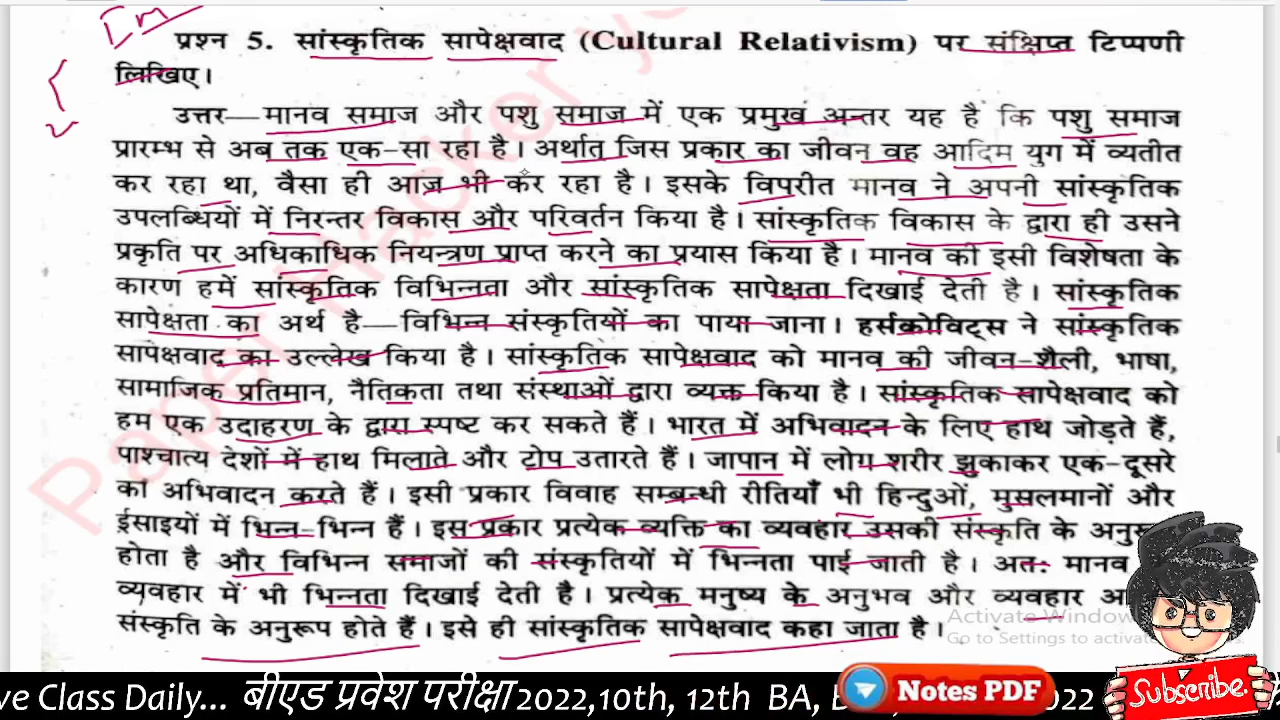 Im
प्रश्न 5. सांस्कृतिक सापेक्षवाद (Cultural Relativism) पर संक्षिप्त टिप्पणी
लिखिए।
उत्तर—मानव समाज और पशु समाज में एक प्रमुख अन्तर यह है कि पशु समाज
प्रारम्भ से अब तक एक-सा रहा है। अर्थात् जिस प्रकार का जीवन वह आदिम युग में व्यतीत
कर रहा था, वैसा ही आज भी कर रहा है। इसके विपरीत मानव ने अपनी सांस्कृतिक
उपलब्धियों में निरन्तर विकास और परिवर्तन किया है। सांस्कृतिक विकास के द्वारा ही उसने
प्रकृति पर अधिकाधिक नियन्त्रण प्राप्त करने का प्रयास किया है। मानव की इसी विशेषता के
कारण हमें सांस्कृतिक विभिन्नता और सांस्कृतिक सापेक्षता दिखाई देती है। सांस्कृतिक
सापेक्षता का अर्थ है—विभिन्न संस्कृतियों का पाया जाना। हर्सकोविट्स ने सांस्कृतिक
सापेक्षवाद का उल्लेख किया है। सांस्कृतिक सापेक्षवाद को मानव की जीवन-शैली, भाषा,
सामाजिक प्रतिमान, नैतिकता तथा संस्थाओं द्वारा व्यक्त किया है। सांस्कृतिक सापेक्षवाद को
हम एक उदाहरण के द्वारा स्पष्ट कर सकते हैं। भारत में अभिवादन के लिए हाथ जोड़ते हैं,
पाश्चात्य देशों में हाथ मिलाते और टोप उतारते हैं। जापान में लोग शरीर झुकाकर एक-दूसरे
का अभिवादन करते हैं। इसी प्रकार विवाह सम्बन्धी रीतियाँ भी हिन्दुओं, मुसलमानों और
ईसाइयों में भिन्न-भिन्न हैं। इस प्रकार प्रत्येक व्यक्ति का व्यवहार उसकी संस्कृति के
होता है और विभिन्न समाजों की संस्कृतियों में भिन्नता पाई जाती है। अतः मानव
व्यवहार में भी भिन्नता दिखाई देती है। प्रत्येक मनुष्य के अनुभव और व्यवहार
संस्कृति के अनुरूप होते हैं। इसे ही सांस्कृतिक सापेक्षवाद कहा जाता है।
Paper Hacker
Activate Windows
Go to Settings to activate
ve Class Daily... बीएड प्रवेश परीक्षा 2022,10th, 12th BA,
Notes PDF
Subscribe.